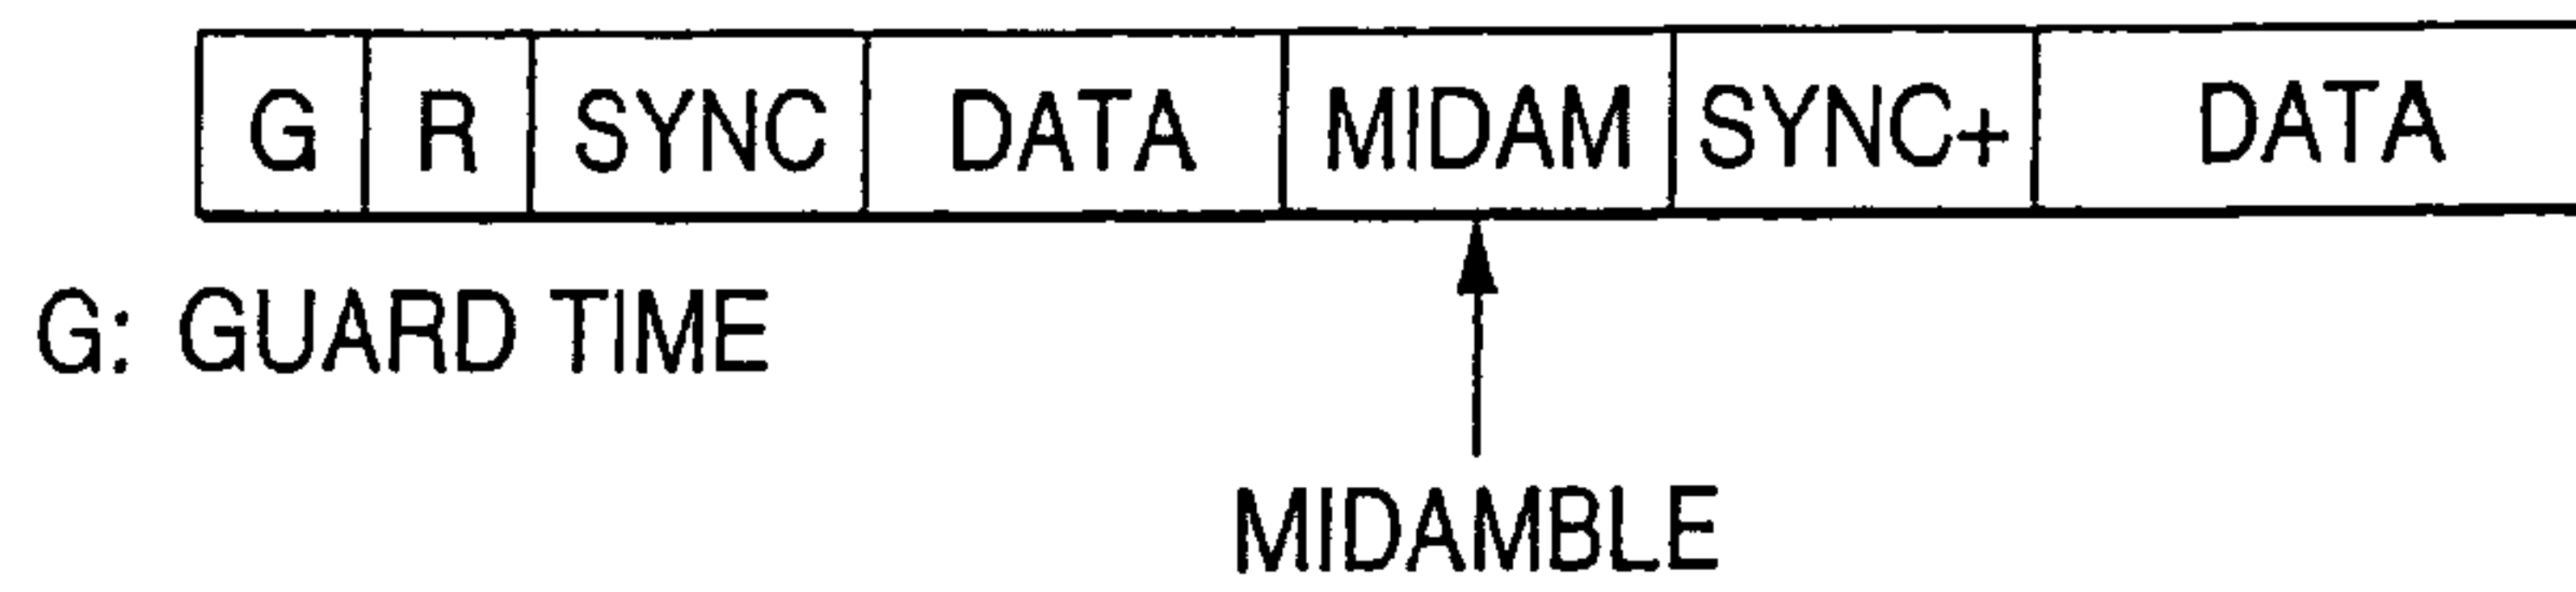 G R SYNC DATA MIDAM SYNC+ DATA
G: GUARD TIME
MIDAMBLE